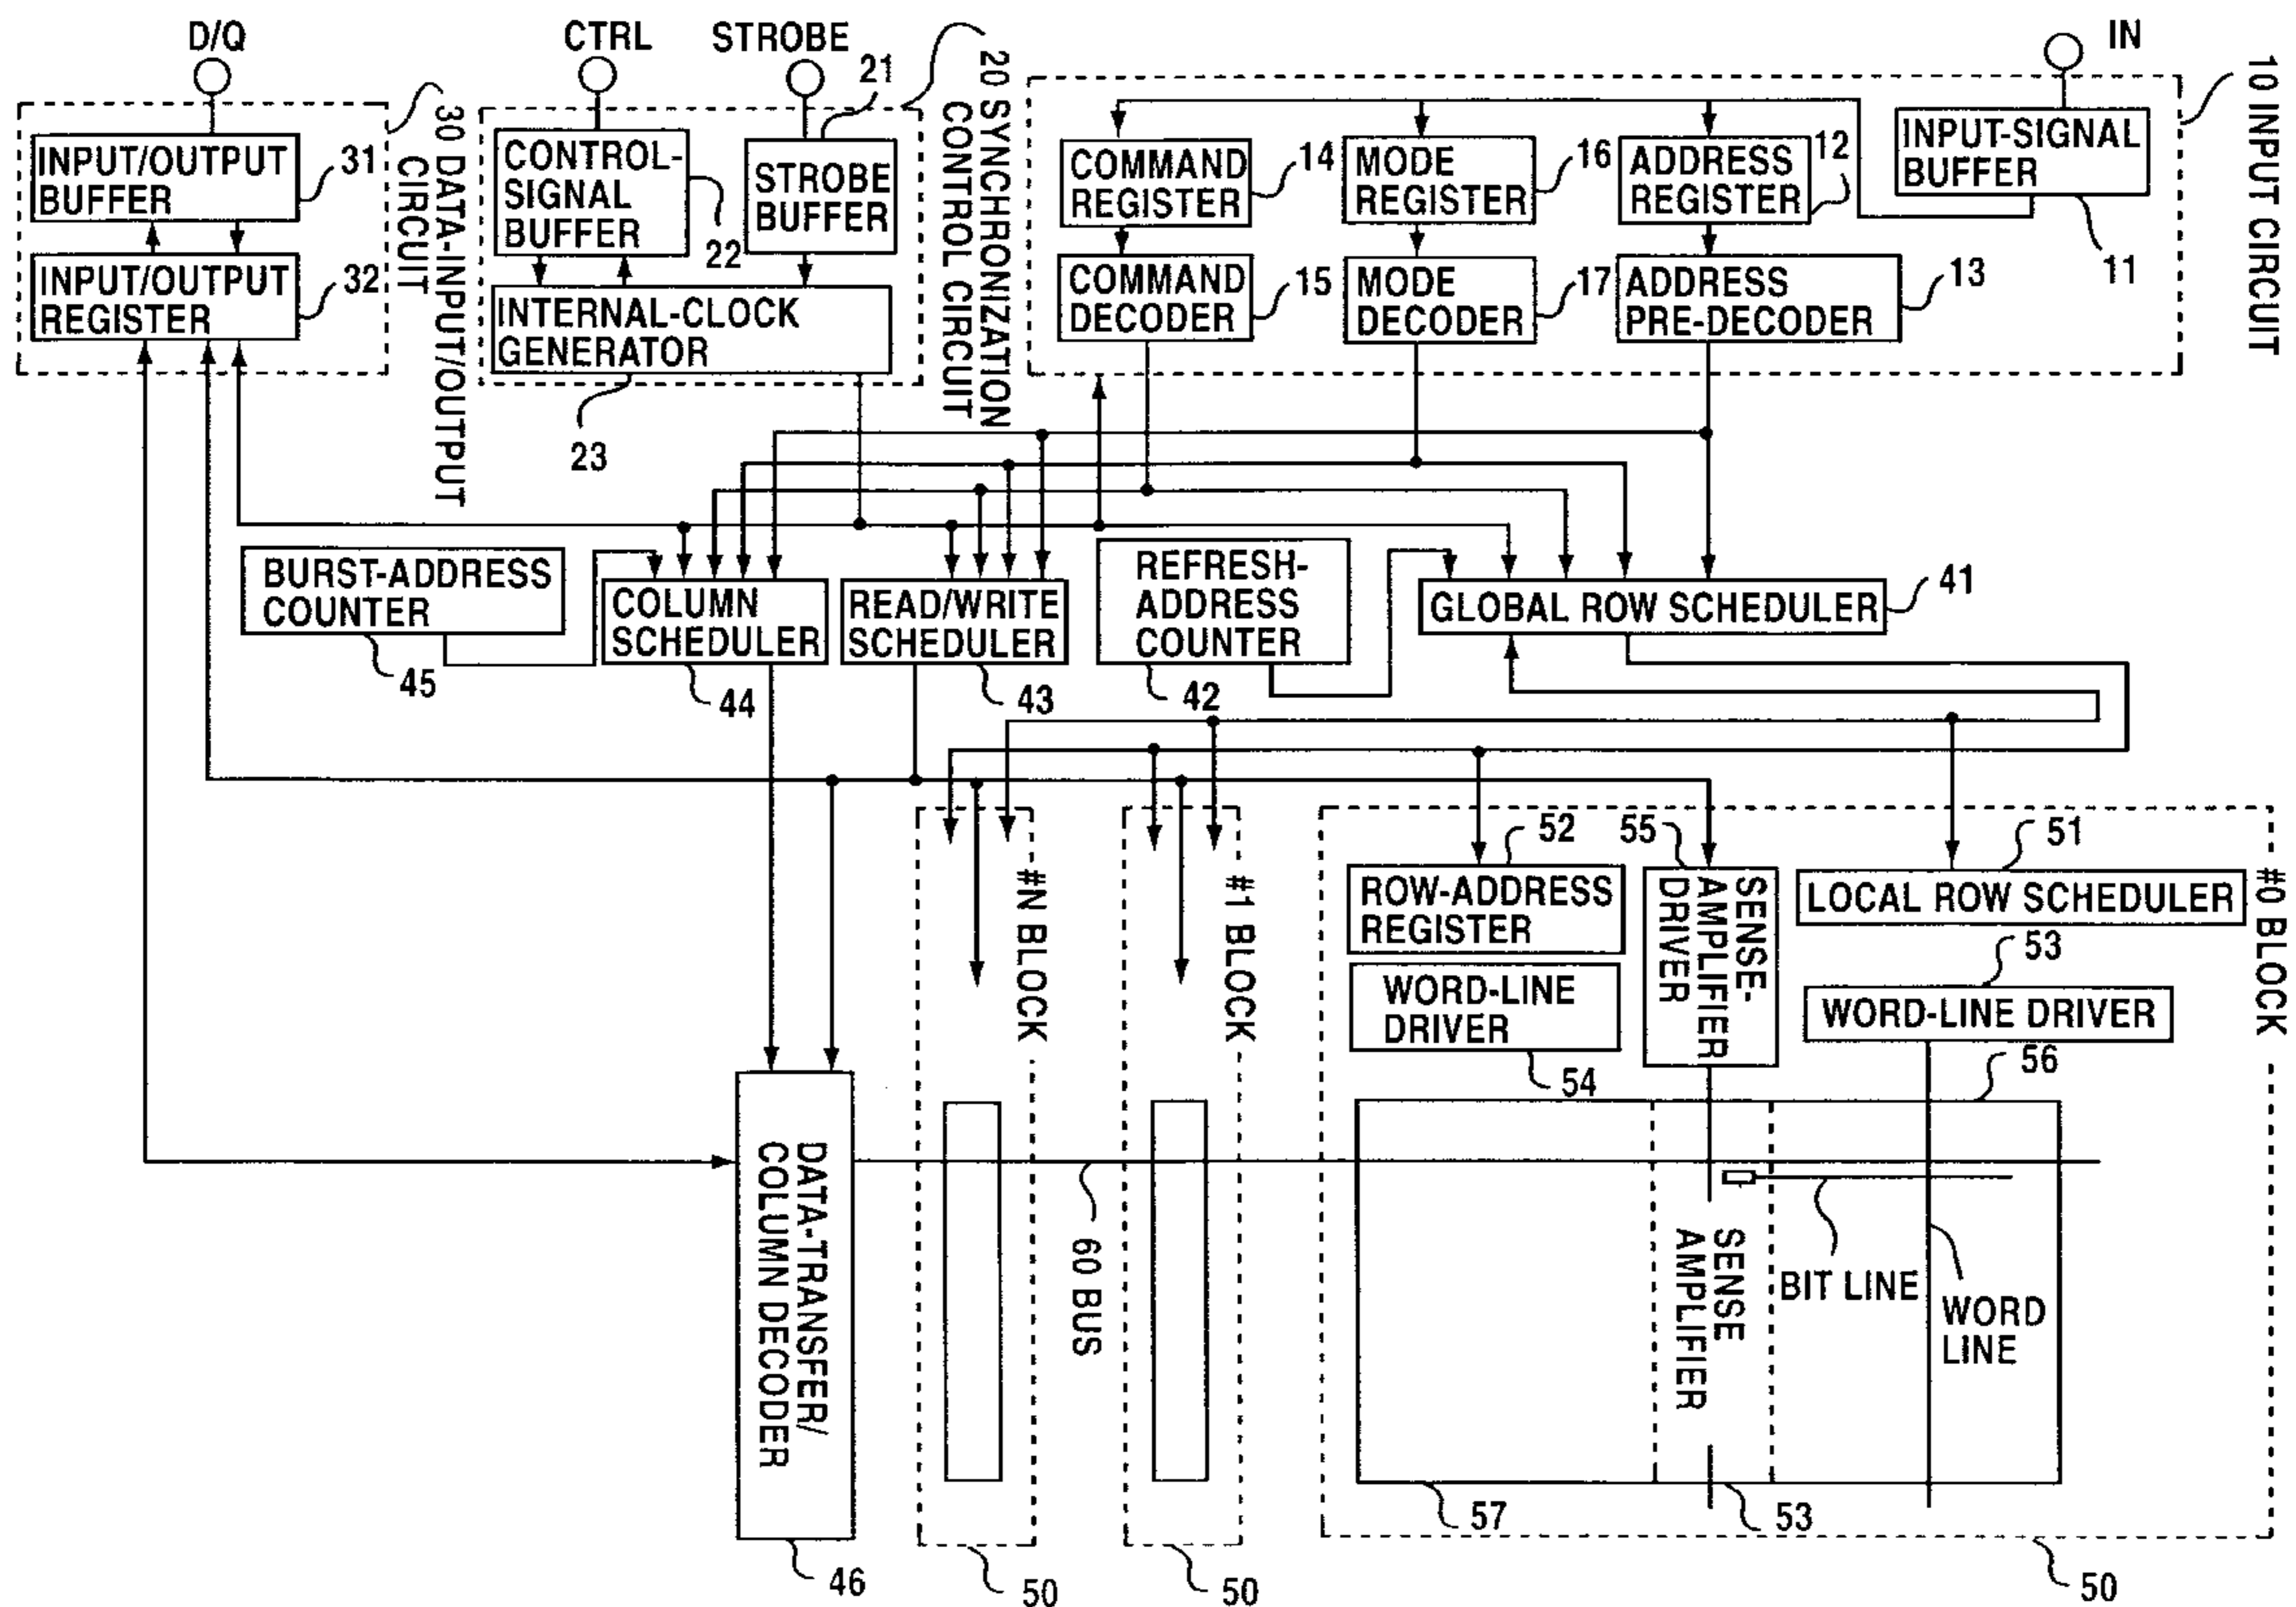 D/Q
CTRL
STROBE
IN
21
20 SYNCHRONIZATION
CONTROL CIRCUIT
10 INPUT CIRCUIT
30 DATA-INPUT/OUTPUT
CIRCUIT
INPUT/OUTPUT
BUFFER
31
INPUT/OUTPUT
REGISTER
32
CONTROL-
SIGNAL
BUFFER
22
STROBE
BUFFER
INTERNAL-CLOCK
GENERATOR
23
COMMAND
REGISTER
14
MODE
REGISTER
16
ADDRESS
REGISTER
12
INPUT-SIGNAL
BUFFER
11
COMMAND
DECODER
15
MODE
DECODER
17
ADDRESS
PRE-DECODER
13
BURST-ADDRESS
COUNTER
45
COLUMN
SCHEDULER
44
READ/WRITE
SCHEDULER
43
REFRESH-
ADDRESS
COUNTER
42
GLOBAL ROW SCHEDULER
41
#N BLOCK
#1 BLOCK
#0 BLOCK
52
ROW-ADDRESS
REGISTER
55
SENSE-
AMPLIFIER
DRIVER
51
LOCAL ROW SCHEDULER
WORD-LINE
DRIVER
54
53
WORD-LINE DRIVER
56
DATA-TRANSFER/
COLUMN DECODER
46
60 BUS
SENSE
AMPLIFIER
BIT LINE
WORD
LINE
57
53
50
50
50